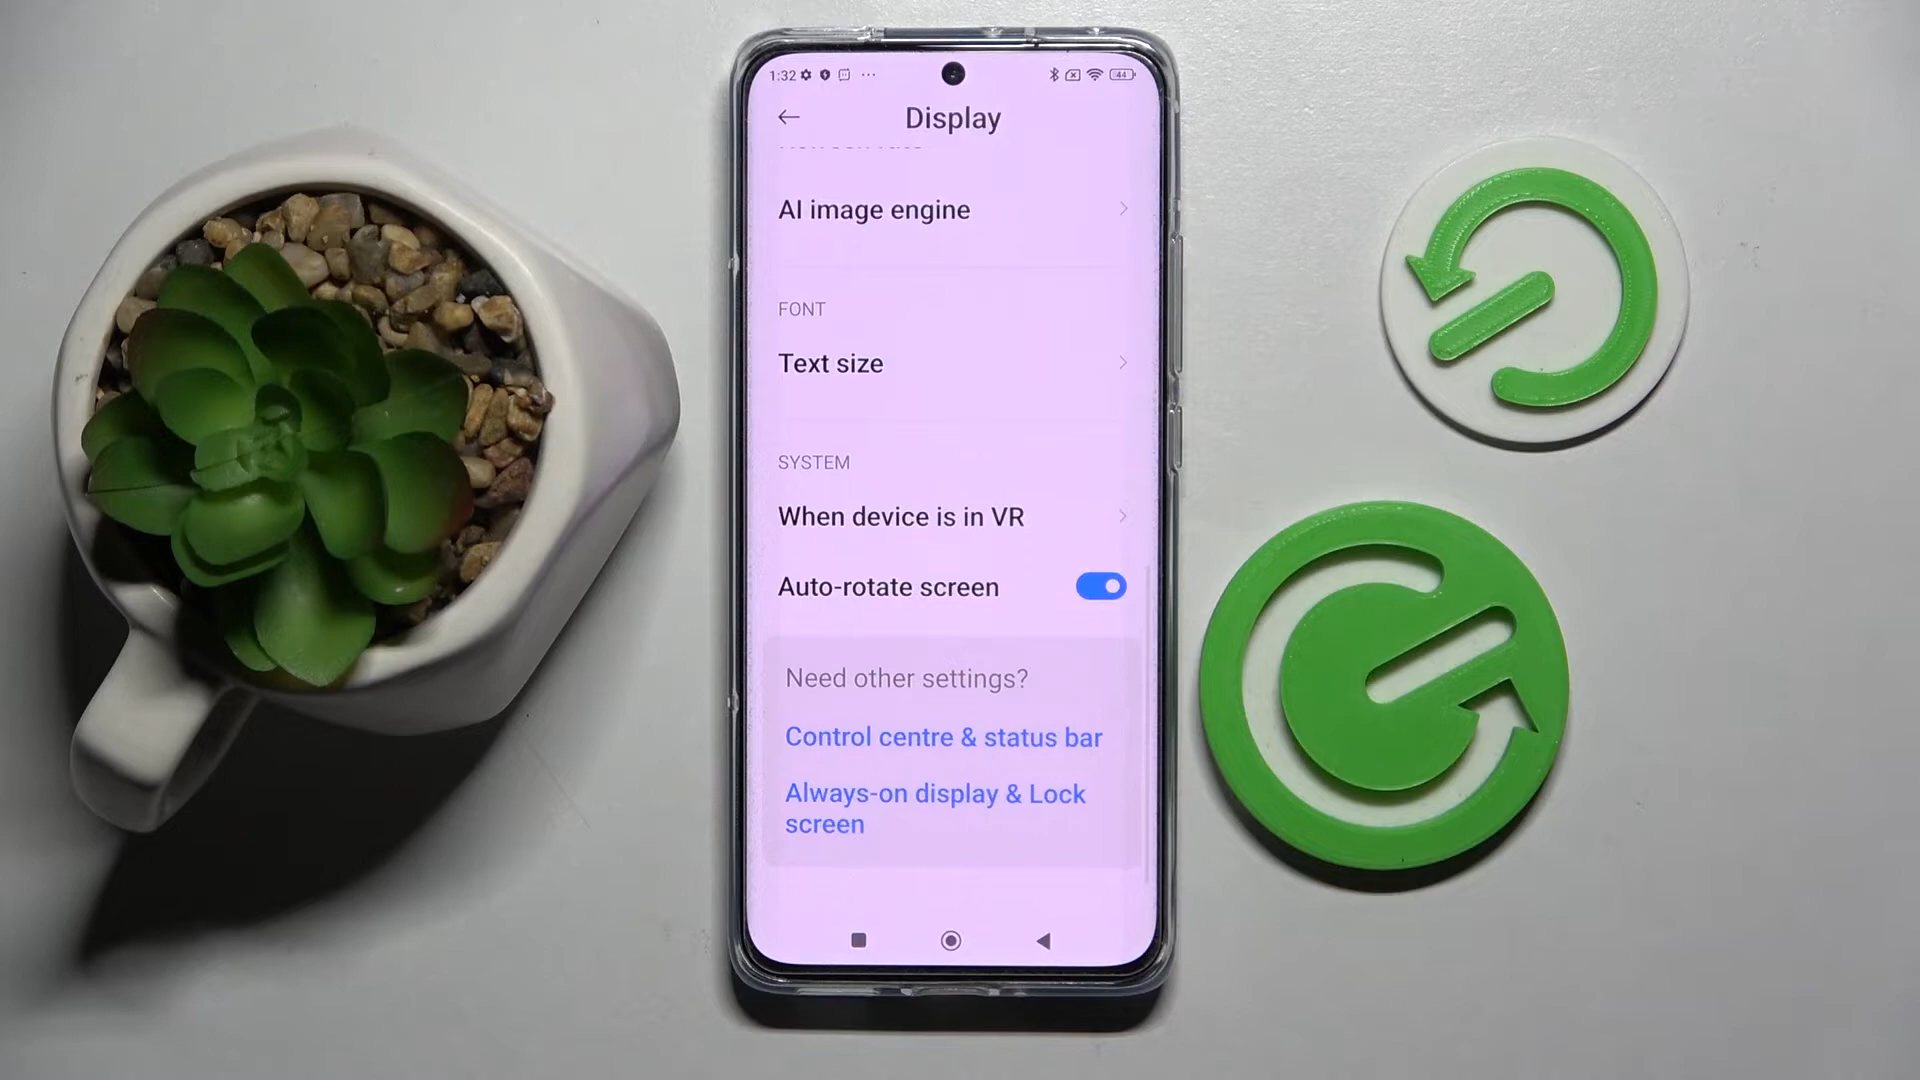 1:32
44
Display
AI image engine
FONT
Text size
SYSTEM
When device is in VR
Auto-rotate screen
Need other settings?
Control centre & status bar
Always-on display & Lock
screen